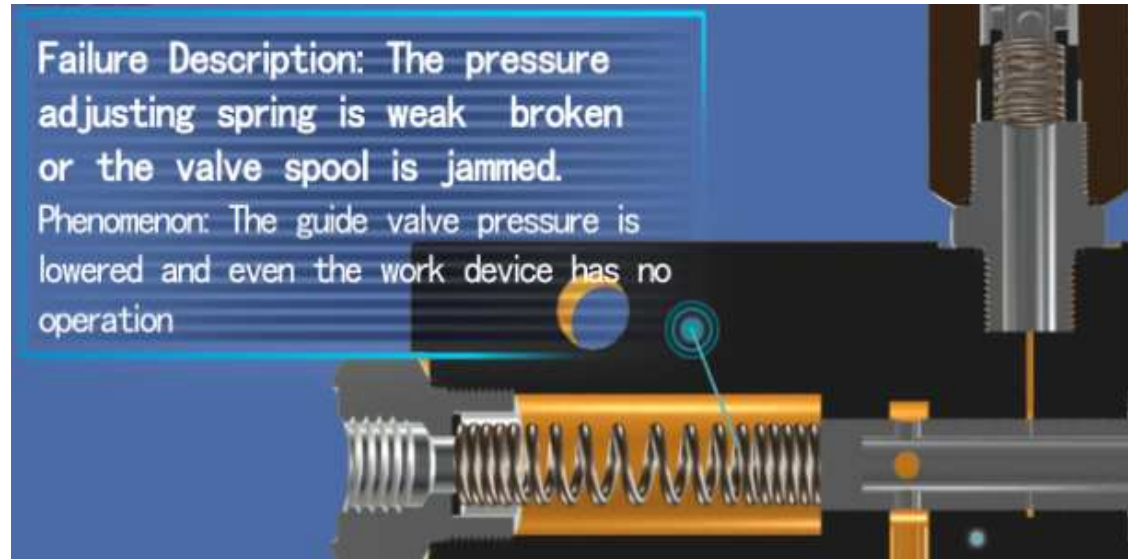 Failure Description: The pressure
adjusting spring is weak  broken
or the valve spool is jammed.
Phenomenon: The guide valve pressure is
lowered and even the work device has no
operation